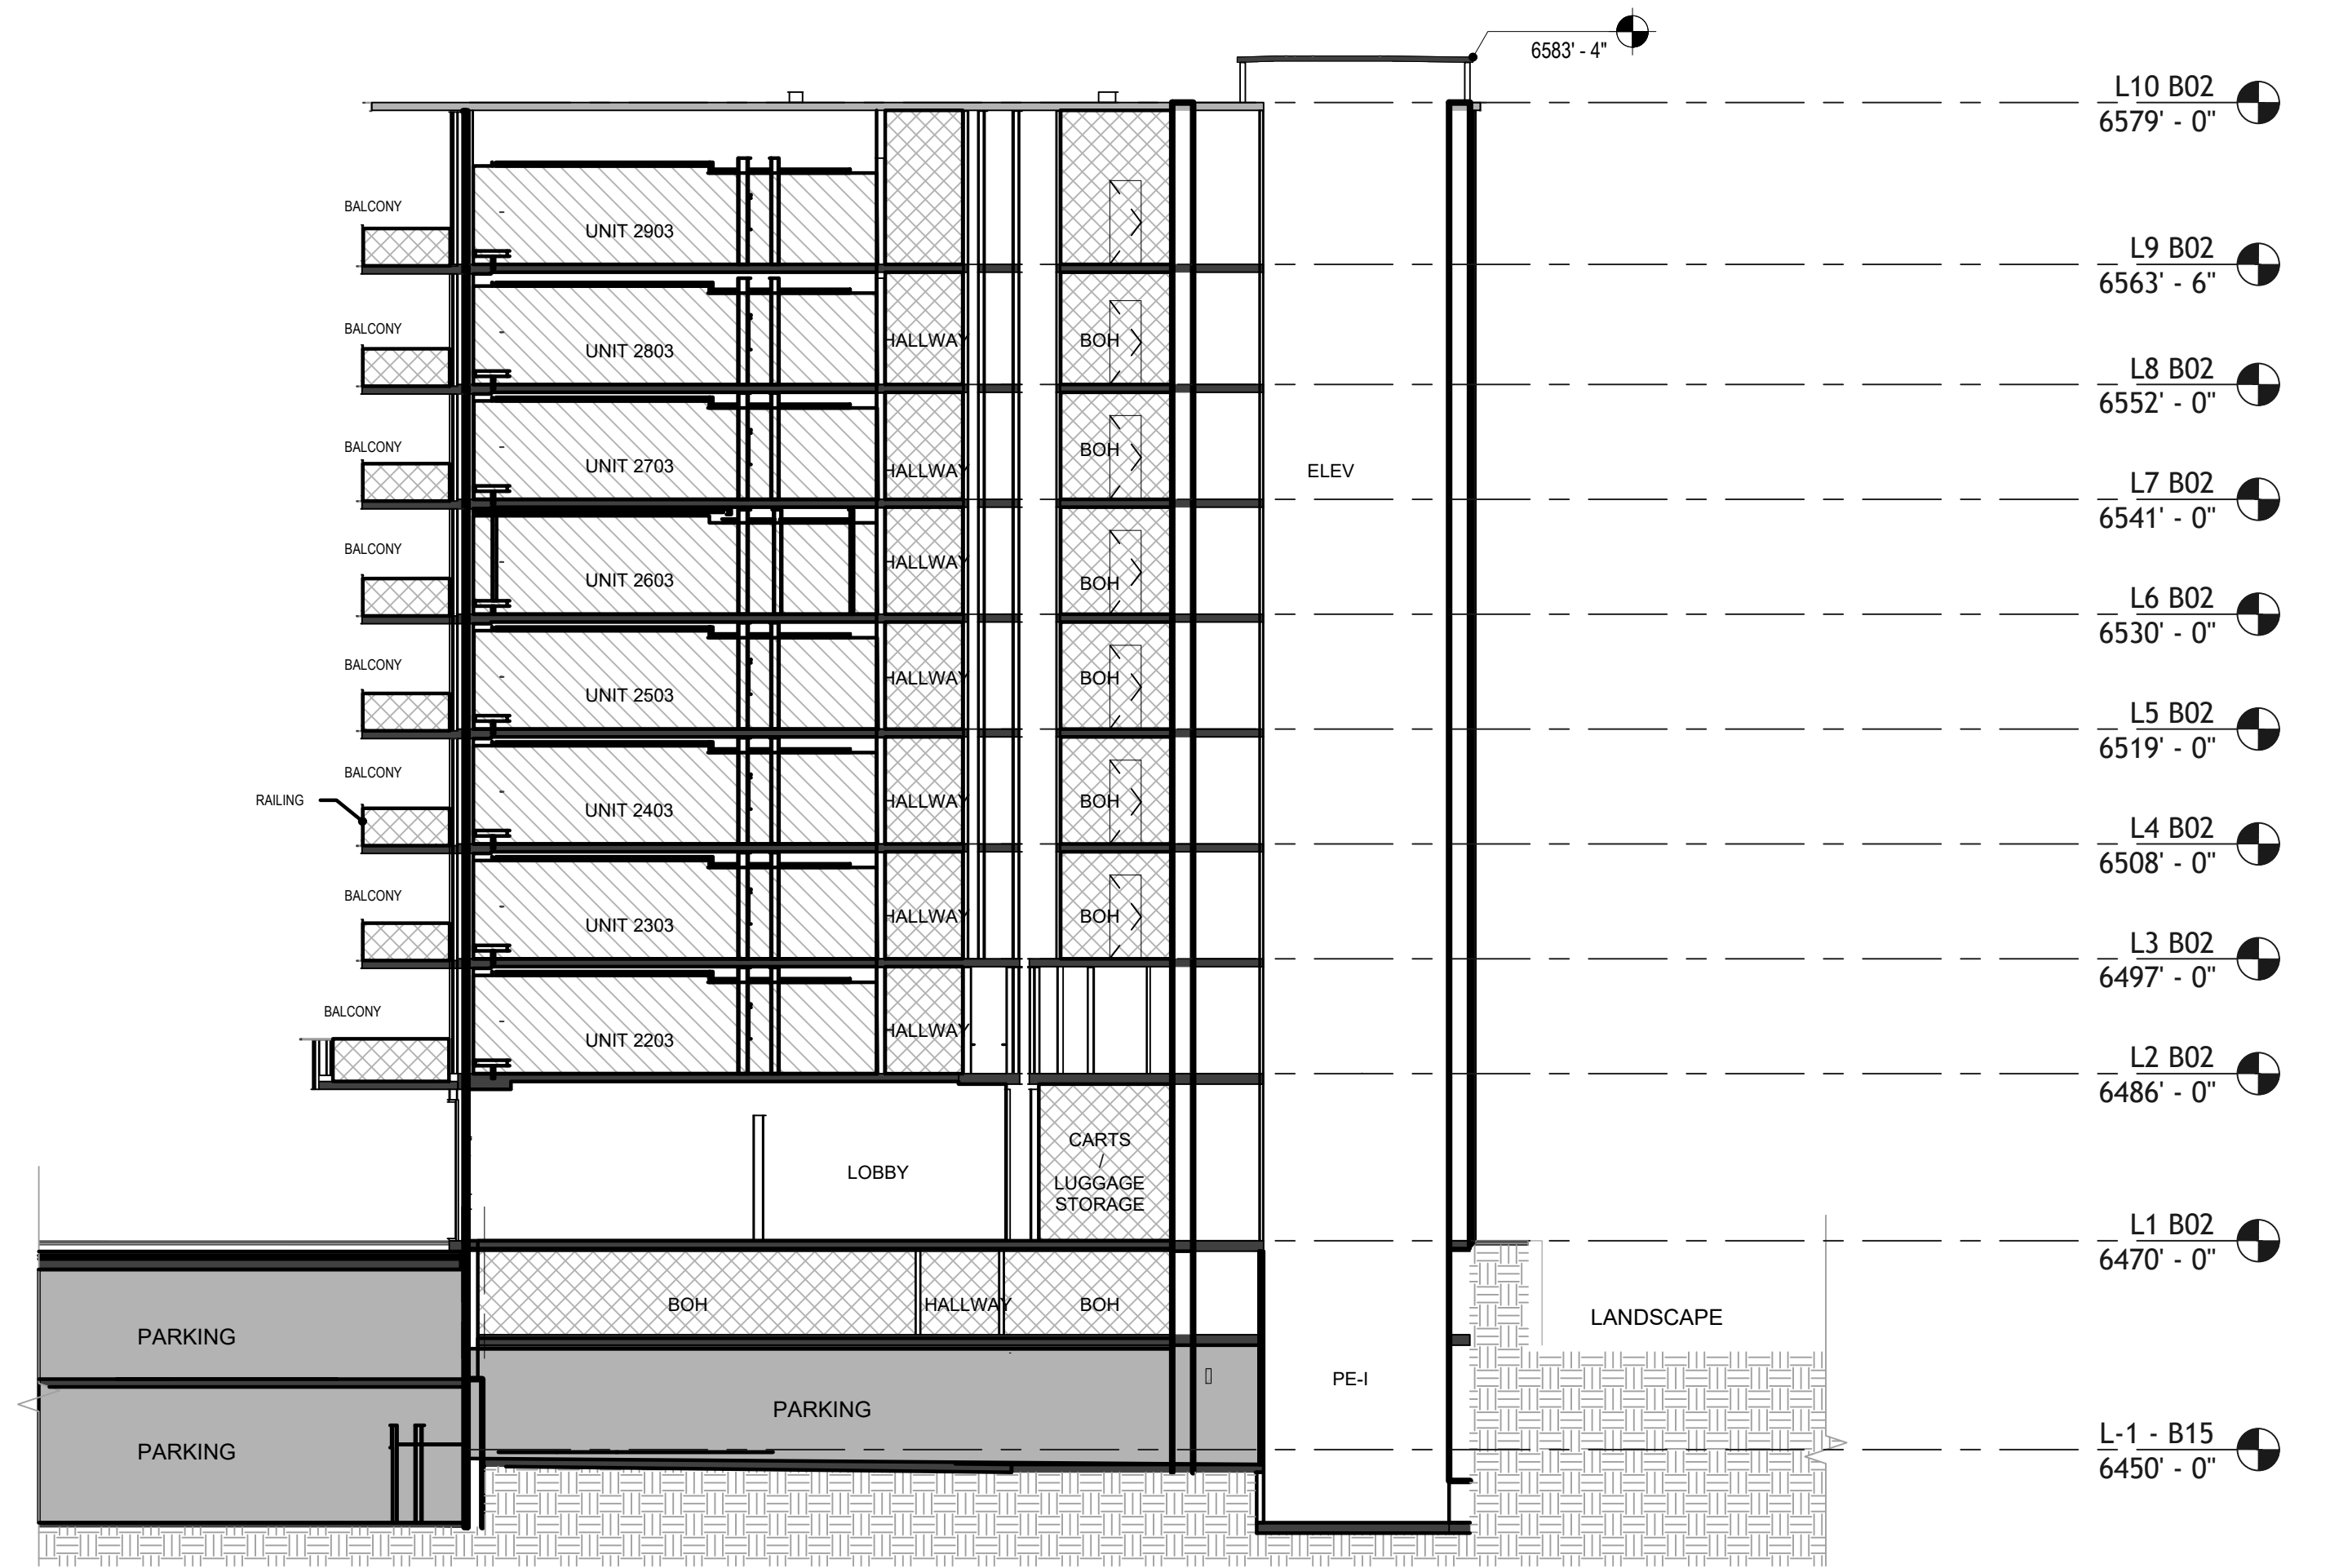 6583' - 4"
L10 B02
6579' - 0"
BALCONY
UNIT 2903
L9 B02
6563' - 6"
BALCONY
UNIT 2803
HALLWAY
BOH
L8 B02
6552' - 0"
BALCONY
UNIT 2703
HALLWAY
BOH
ELEV
L7 B02
6541' - 0"
BALCONY
UNIT 2603
HALLWAY
BOH
L6 B02
6530' - 0"
BALCONY
UNIT 2503
HALLWAY
BOH
L5 B02
6519' - 0"
BALCONY
RAILING
UNIT 2403
HALLWAY
BOH
L4 B02
6508' - 0"
BALCONY
UNIT 2303
HALLWAY
BOH
L3 B02
6497' - 0"
BALCONY
UNIT 2203
HALLWAY
L2 B02
6486' - 0"
LOBBY
CARTS
/
LUGGAGE
STORAGE
L1 B02
6470' - 0"
BOH
HALLWAY
BOH
LANDSCAPE
PARKING
PE-I
PARKING
PARKING
L-1 - B15
6450' - 0"